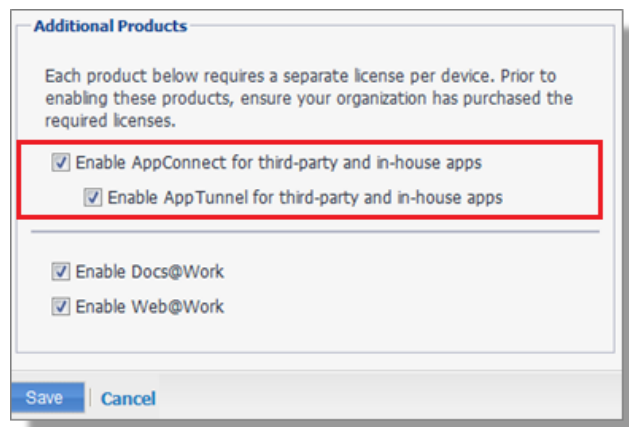 Additional Products
Each product below requires a separate license per device. Prior to
enabling these products, ensure your organization has purchased the
required licenses.
Enable AppConnect for third-party and in-house apps
Enable AppTunnel for third-party and in-house apps
Enable Docs@Work
Enable Web@Work
Save Cancel